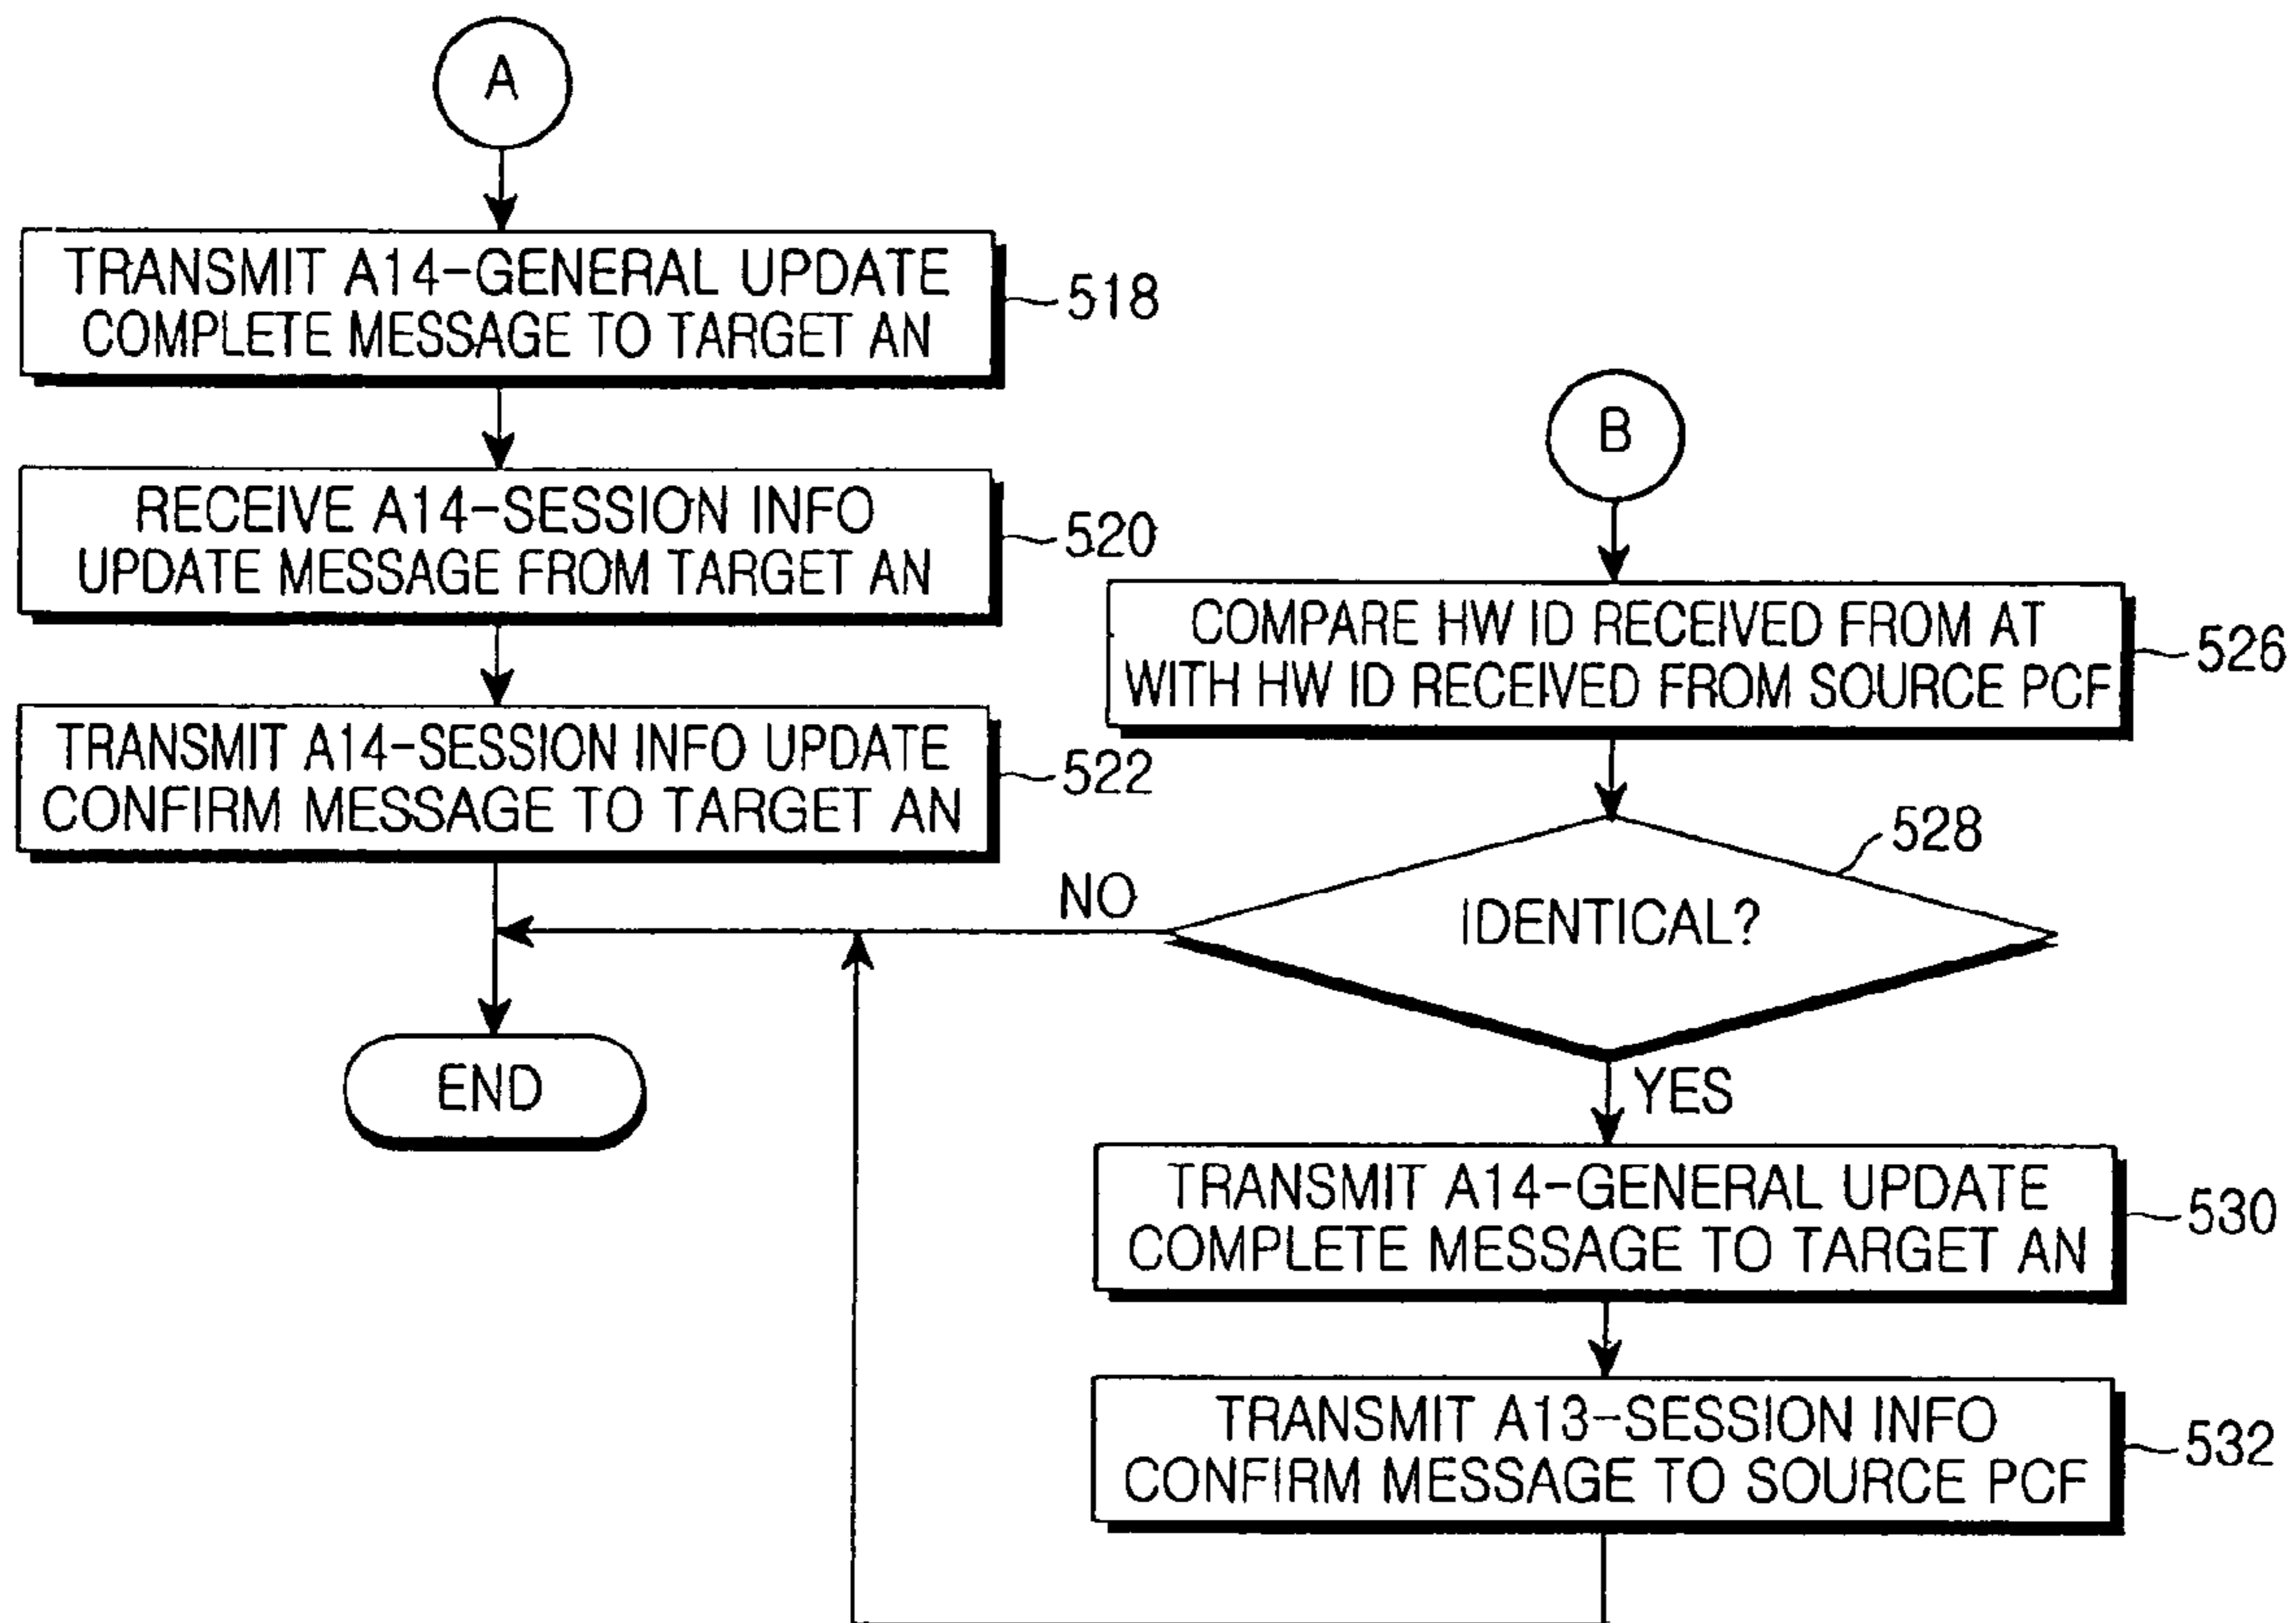 A
TRANSMIT A14-GENERAL UPDATE
COMPLETE MESSAGE TO TARGET AN
518
RECEIVE A14-SESSION INFO
UPDATE MESSAGE FROM TARGET AN
520
TRANSMIT A14-SESSION INFO UPDATE
CONFIRM MESSAGE TO TARGET AN
522
END
B
COMPARE HW ID RECEIVED FROM AT
WITH HW ID RECEIVED FROM SOURCE PCF
526
528
IDENTICAL?
NO
YES
TRANSMIT A14-GENERAL UPDATE
COMPLETE MESSAGE TO TARGET AN
530
TRANSMIT A13-SESSION INFO
CONFIRM MESSAGE TO SOURCE PCF
532